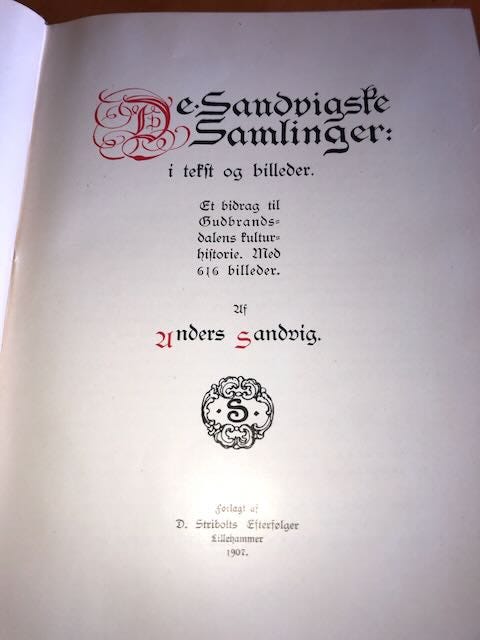 De Sandvigske
Samlinger:
i tekst og billeder.
Et bidrag til
Gudbrands-
dalens kultur-
historie. Med
616 billeder.
Af
Anders Sandvig.
S
Forlagt af
D. Stribolts Efterfølger
Lillehammer
1907.